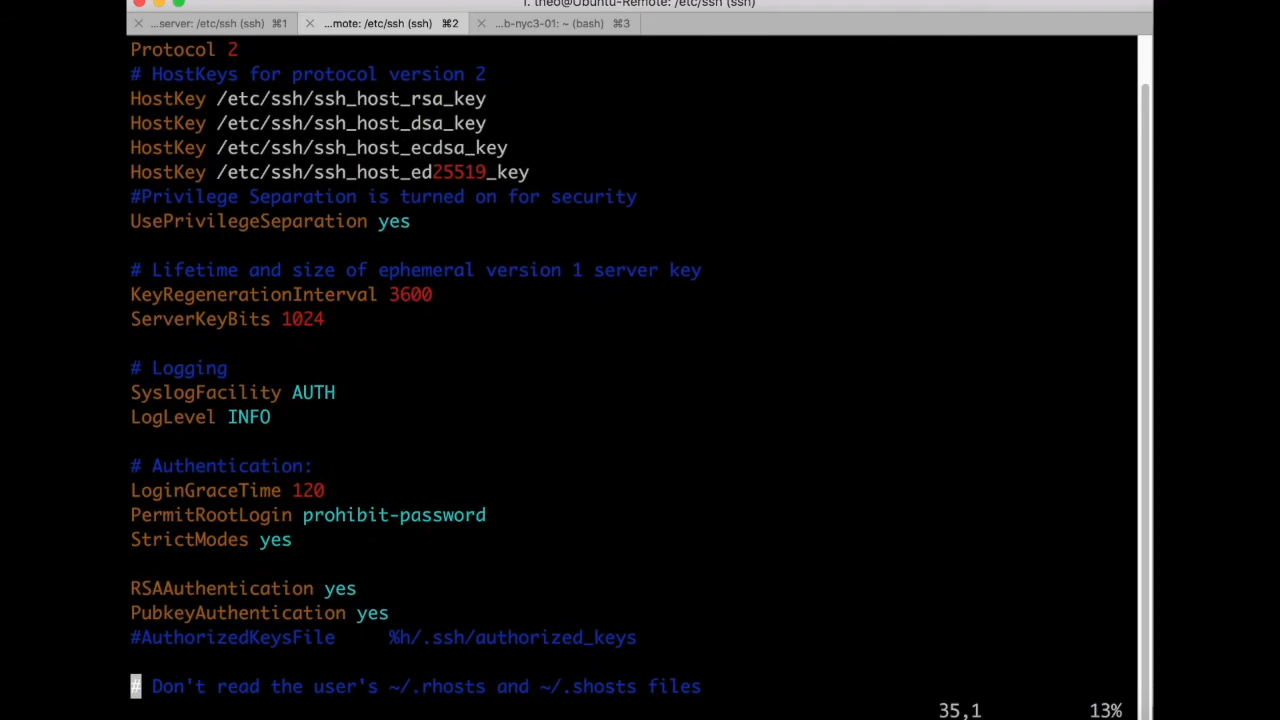 1. theo@Ubuntu-Remote: /etc/ssh (ssh)
...server: /etc/ssh (ssh) ⌘1
...mote: /etc/ssh (ssh) ⌘2
...b-nyc3-01: ~ (bash) ⌘3
Protocol 2
# HostKeys for protocol version 2
HostKey /etc/ssh/ssh_host_rsa_key
HostKey /etc/ssh/ssh_host_dsa_key
HostKey /etc/ssh/ssh_host_ecdsa_key
HostKey /etc/ssh/ssh_host_ed25519_key
#Privilege Separation is turned on for security
UsePrivilegeSeparation yes
# Lifetime and size of ephemeral version 1 server key
KeyRegenerationInterval 3600
ServerKeyBits 1024
# Logging
SyslogFacility AUTH
LogLevel INFO
# Authentication:
LoginGraceTime 120
PermitRootLogin prohibit-password
StrictModes yes
RSAAuthentication yes
PubkeyAuthentication yes
#AuthorizedKeysFile     %h/.ssh/authorized_keys
# Don't read the user's ~/.rhosts and ~/.shosts files
35,1 13%